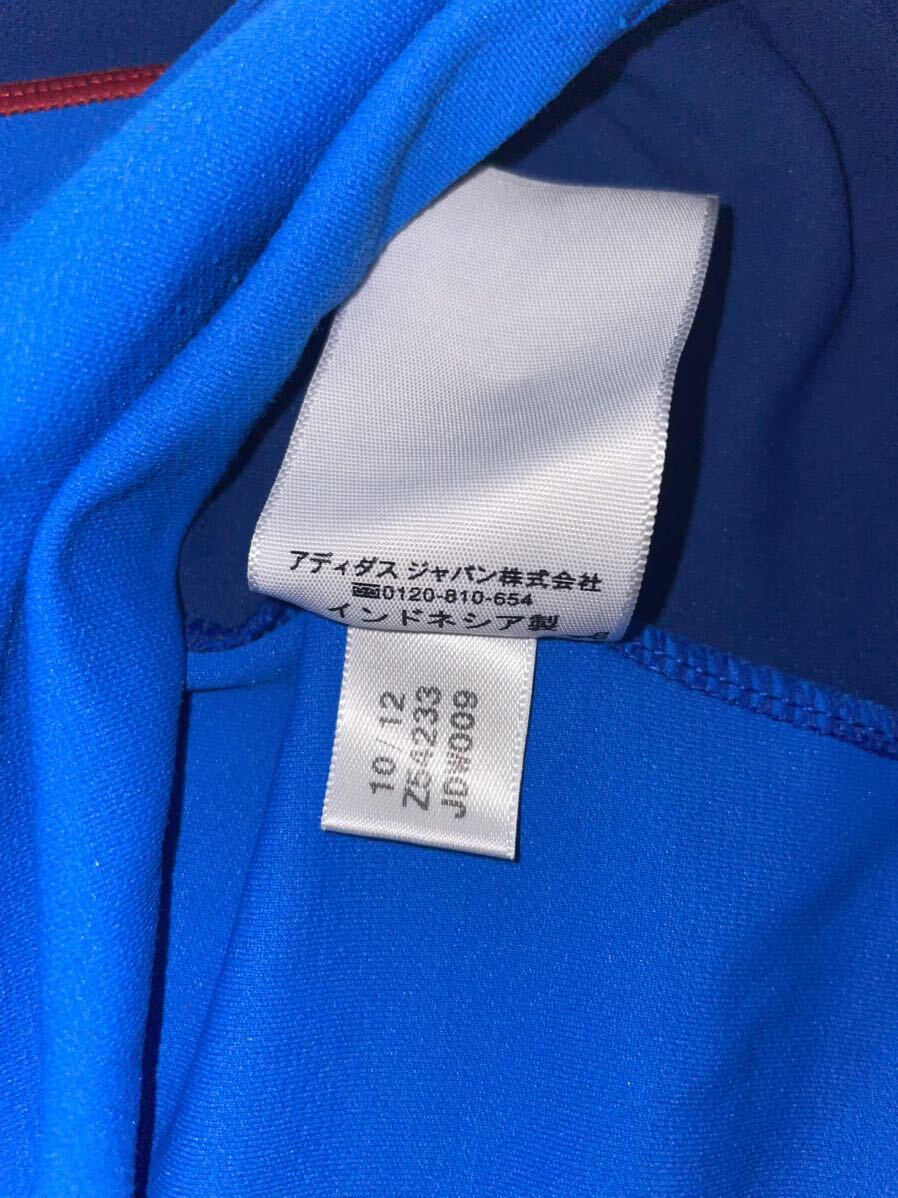 アディダス ジャパン株式会社
0120-810-654
インドネシア製
10/12
Z54233
JDW009